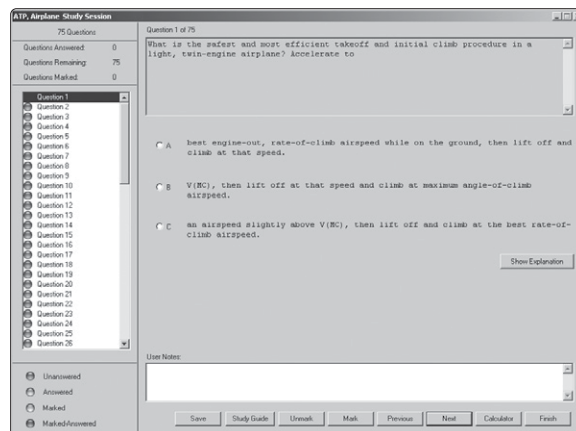 ATP, Airplane Study Session
75 Questions
Questions Answered: 0
Questions Remaining: 75
Questions Marked: 0
Question 1
Question 2
Question 3
Question 4
Question 5
Question 6
Question 7
Question 8
Question 9
Question 10
Question 11
Question 12
Question 13
Question 14
Question 15
Question 16
Question 17
Question 18
Question 19
Question 20
Question 21
Question 22
Question 23
Question 24
Question 25
Question 26
Unanswered
Answered
Marked
Marked/Answered
Question 1 of 75
What is the safest and most efficient takeoff and initial climb procedure in a
light, twin-engine airplane? Accelerate to
A best engine-out, rate-of-climb airspeed while on the ground, then lift off and
climb at that speed.
B V(MC), then lift off at that speed and climb at maximum angle-of-climb
airspeed.
C an airspeed slightly above V(MC), then lift off and climb at the best rate-of-
climb airspeed.
Show Explanation
User Notes:
Save Study Guide Unmark Mark Previous Next Calculator Finish